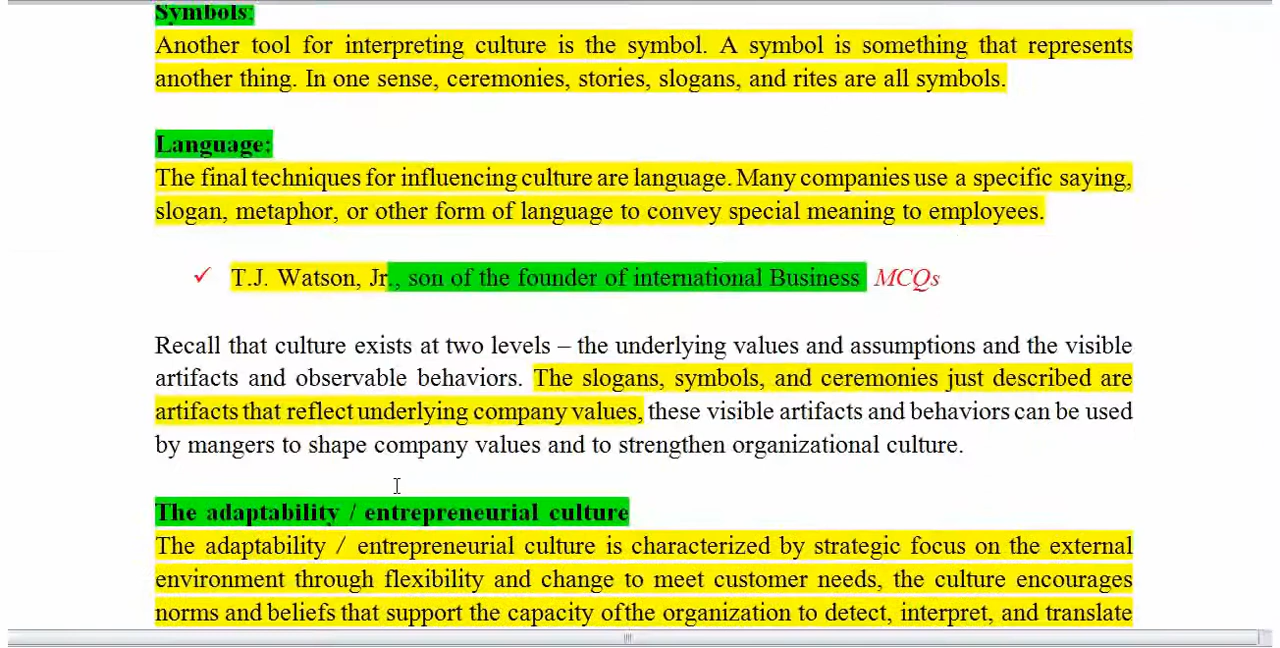 Symbols:
Another tool for interpreting culture is the symbol. A symbol is something that represents
another thing. In one sense, ceremonies, stories, slogans, and rites are all symbols.
Language:
The final techniques for influencing culture are language. Many companies use a specific saying,
slogan, metaphor, or other form of language to convey special meaning to employees.
✓ T.J. Watson, Jr., son of the founder of international Business MCQs
Recall that culture exists at two levels – the underlying values and assumptions and the visible
artifacts and observable behaviors. The slogans, symbols, and ceremonies just described are
artifacts that reflect underlying company values, these visible artifacts and behaviors can be used
by mangers to shape company values and to strengthen organizational culture.
The adaptability / entrepreneurial culture
The adaptability / entrepreneurial culture is characterized by strategic focus on the external
environment through flexibility and change to meet customer needs, the culture encourages
norms and beliefs that support the capacity of the organization to detect, interpret, and translate